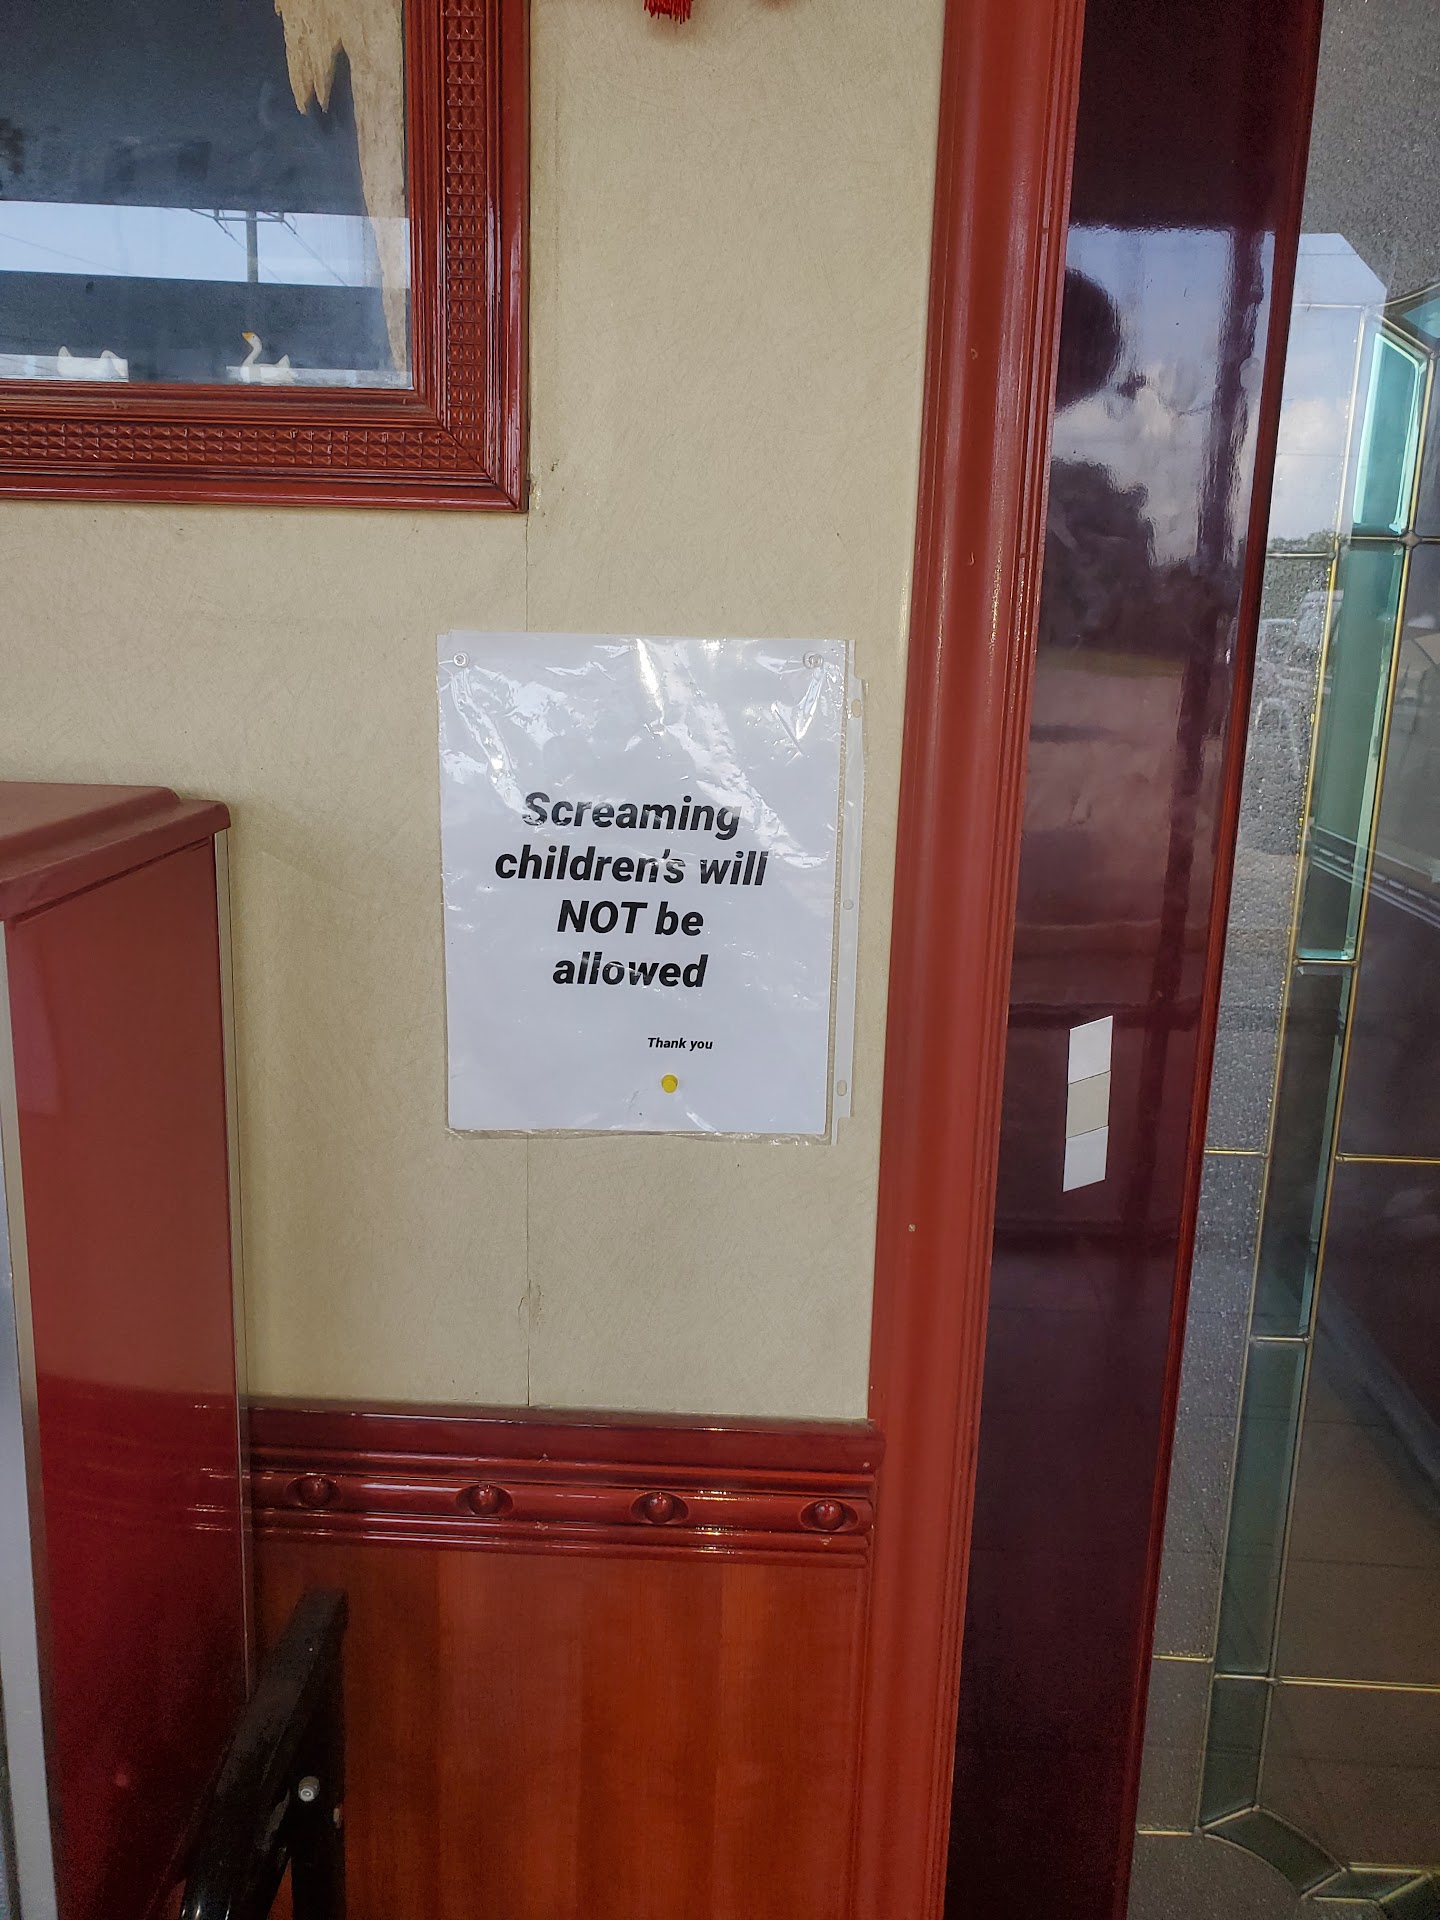 Screaming
children's will
NOT be
allowed
Thank you